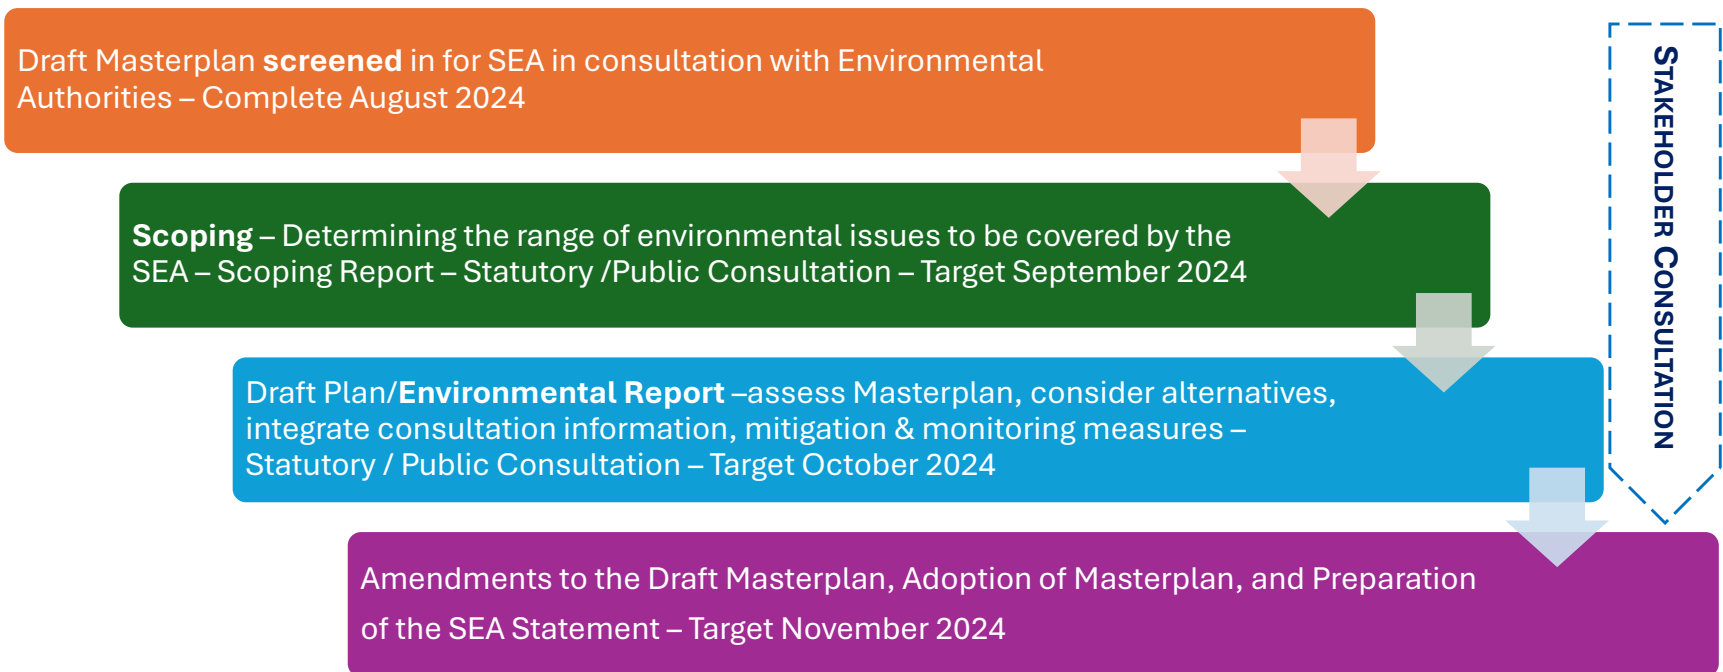 Draft Masterplan screened in for SEA in consultation with Environmental
Authorities – Complete August 2024
Scoping – Determining the range of environmental issues to be covered by the
SEA – Scoping Report – Statutory /Public Consultation – Target September 2024
Draft Plan/Environmental Report –assess Masterplan, consider alternatives,
integrate consultation information, mitigation & monitoring measures –
Statutory / Public Consultation – Target October 2024
Amendments to the Draft Masterplan, Adoption of Masterplan, and Preparation
of the SEA Statement – Target November 2024
STAKEHOLDER CONSULTATION